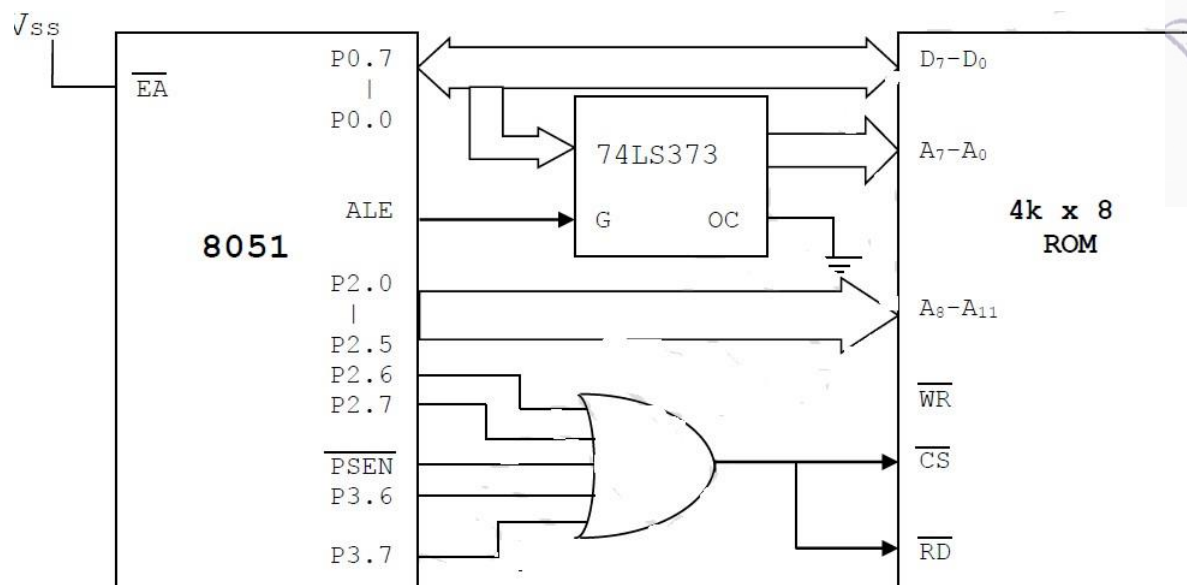 Vss
EA
P0.7
|
P0.0
ALE
8051
P2.0
|
P2.5
P2.6
P2.7
PSEN
P3.6
P3.7
74LS373
G OC
D7-D0
A7-A0
4k x 8
ROM
A8-A11
WR
CS
RD